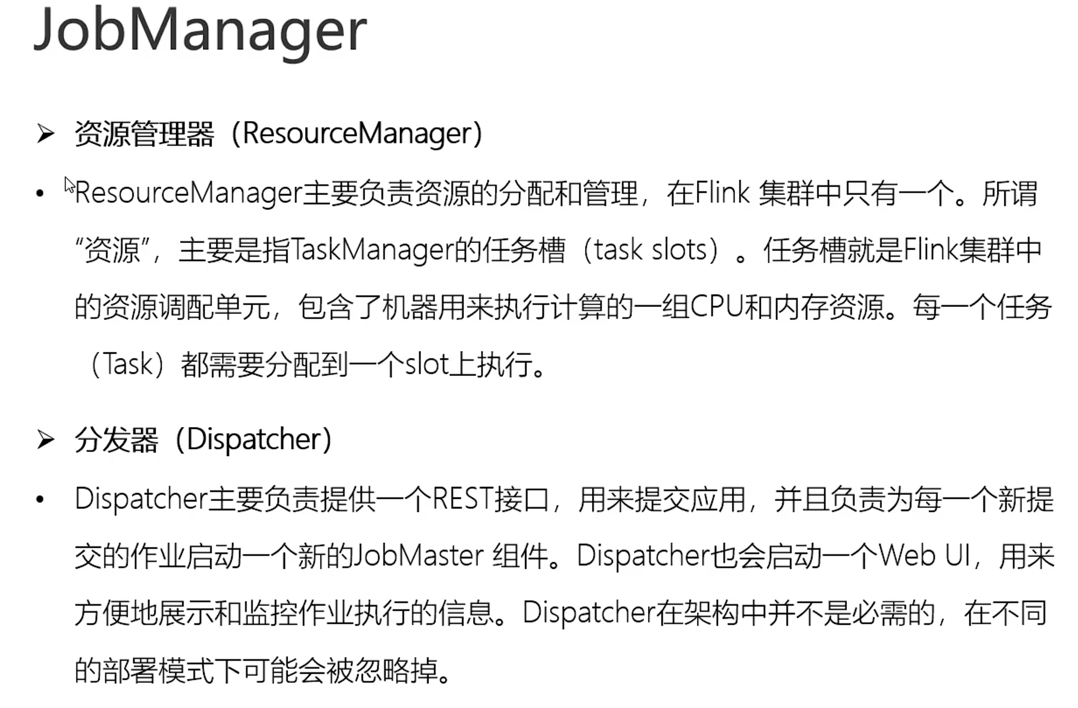 JobManager
➢ 资源管理器（ResourceManager）
• ResourceManager主要负责资源的分配和管理，在Flink 集群中只有一个。所谓
“资源”，主要是指TaskManager的任务槽（task slots）。任务槽就是Flink集群中
的资源调配单元，包含了机器用来执行计算的一组CPU和内存资源。每一个任务
（Task）都需要分配到一个slot上执行。
➢ 分发器（Dispatcher）
• Dispatcher主要负责提供一个REST接口，用来提交应用，并且负责为每一个新提
交的作业启动一个新的JobMaster 组件。Dispatcher也会启动一个Web UI，用来
方便地展示和监控作业执行的信息。Dispatcher在架构中并不是必需的，在不同
的部署模式下可能会被忽略掉。